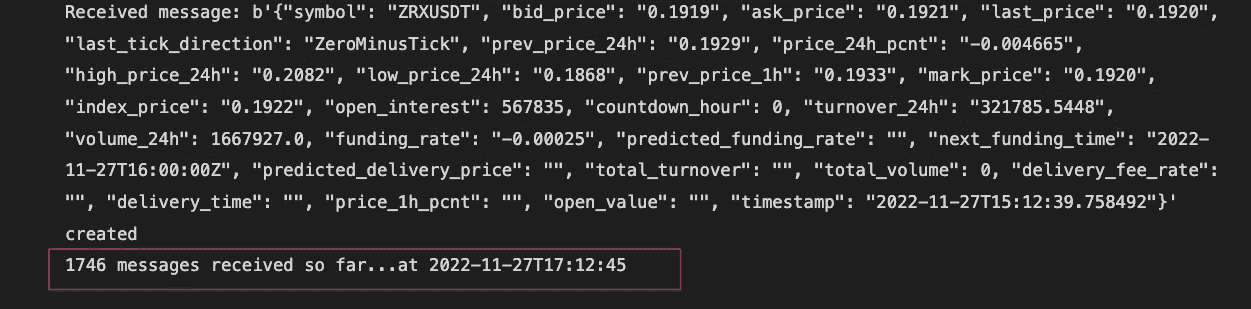 Received message: b'{"symbol": "ZRXUSDT", "bid_price": "0.1919", "ask_price": "0.1921", "last_price": "0.1920",
"last_tick_direction": "ZeroMinusTick", "prev_price_24h": "0.1929", "price_24h_pcnt": "-0.004665",
"high_price_24h": "0.2082", "low_price_24h": "0.1868", "prev_price_1h": "0.1933", "mark_price": "0.1920",
"index_price": "0.1922", "open_interest": 567835, "countdown_hour": 0, "turnover_24h": "321785.5448",
"volume_24h": 1667927.0, "funding_rate": "-0.00025", "predicted_funding_rate": "", "next_funding_time": "2022-
11-27T16:00:00Z", "predicted_delivery_price": "", "total_turnover": "", "total_volume": 0, "delivery_fee_rate":
"", "delivery_time": "", "price_1h_pcnt": "", "open_value": "", "timestamp": "2022-11-27T15:12:39.758492"}'
created
1746 messages received so far...at 2022-11-27T17:12:45